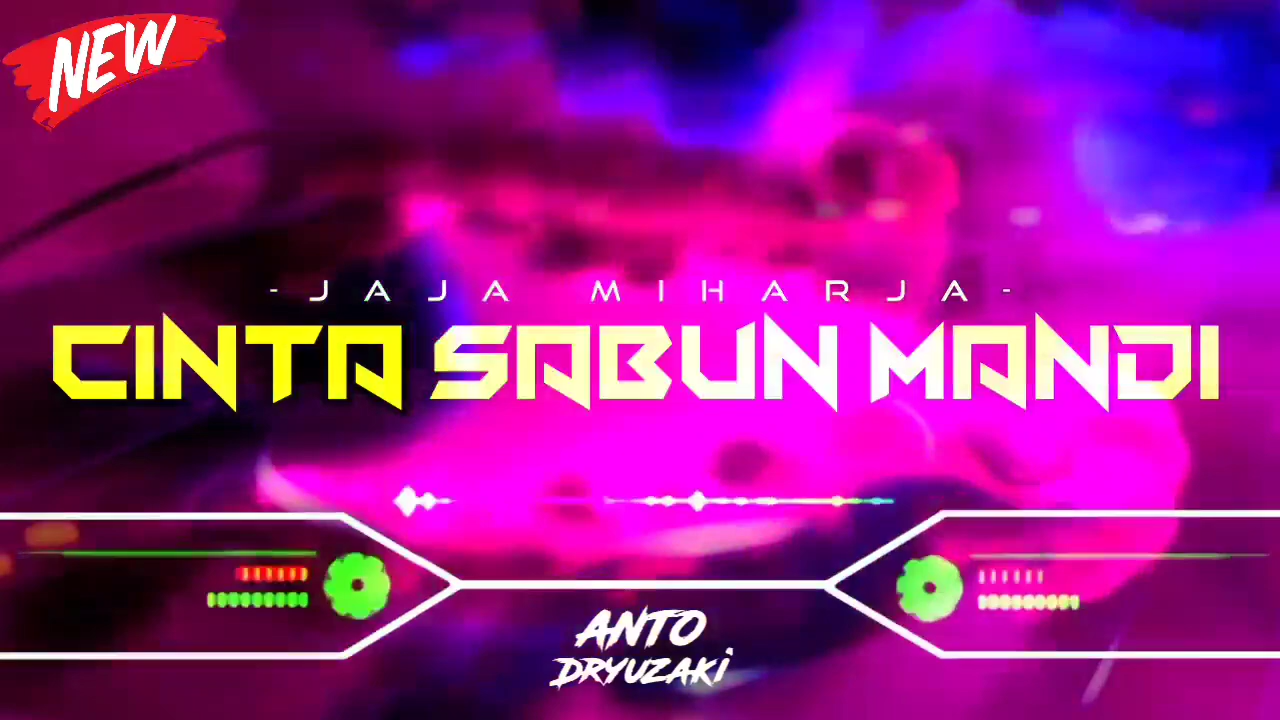 NEW
-JAJA MIHARJA-
CINTA SABUN MANDI
ANTO
DRYUZAKI